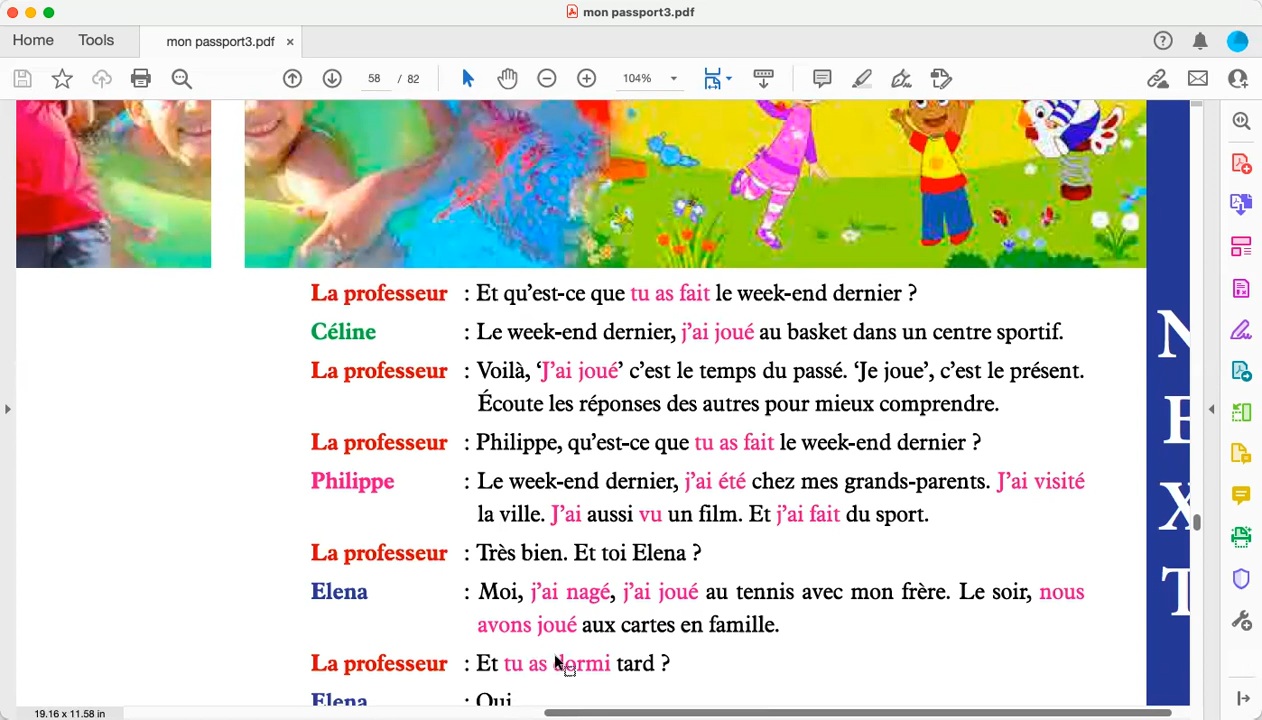 mon passport3.pdf
Home Tools mon passport3.pdf ×
58 / 82 104%
La professeur : Et qu'est-ce que tu as fait le week-end dernier ?
Céline : Le week-end dernier, j'ai joué au basket dans un centre sportif.
La professeur : Voilà, 'J'ai joué' c'est le temps du passé. 'Je joue', c'est le présent.
Écoute les réponses des autres pour mieux comprendre.
La professeur : Philippe, qu'est-ce que tu as fait le week-end dernier ?
Philippe : Le week-end dernier, j'ai été chez mes grands-parents. J'ai visité
la ville. J'ai aussi vu un film. Et j'ai fait du sport.
La professeur : Très bien. Et toi Elena ?
Elena : Moi, j'ai nagé, j'ai joué au tennis avec mon frère. Le soir, nous
avons joué aux cartes en famille.
La professeur : Et tu as dormi tard ?
Elena : Oui
N
E
X
T
19.16 x 11.58 in